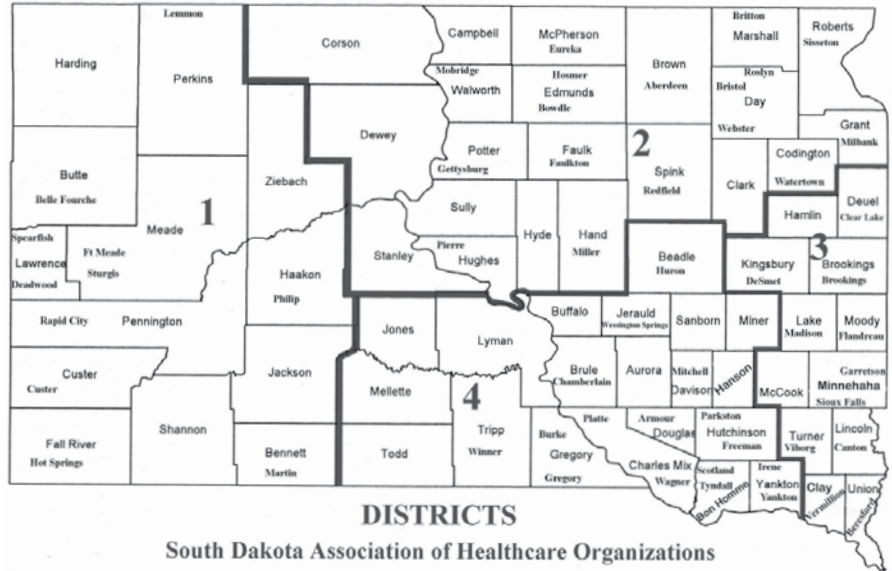 Lemmon
Harding
Perkins
Corson
Campbell
McPherson
Eureka
Brown
Aberdeen
Britton
Marshall
Roberts
Sisseton
Mobridge
Walworth
Hosmer
Edmunds
Bowdle
Roslyn
Bristol
Day
Webster
Grant
Milbank
Butte
Belle Fourche
Meade
1
Ziebach
Dewey
Potter
Gettysburg
Faulk
Faulkton
2
Spink
Redfield
Clark
Codington
Watertown
Deuel
Clear Lake
Hamlin
Spearfish
Lawrence
Deadwood
Ft Meade
Sturgis
Haakon
Philip
Stanley
Sully
Pierre
Hughes
Hyde
Hand
Miller
Beadle
Huron
Kingsbury
DeSmet
3
Brookings
Brookings
Rapid City
Pennington
Jones
Lyman
Buffalo
Jerauld
Wessington Springs
Sanborn
Miner
Lake
Madison
Moody
Flandreau
Custer
Custer
Jackson
Mellette
4
Brule
Chamberlain
Aurora
Mitchell
Davison
Hanson
McCook
Garretson
Minnehaha
Sioux Falls
Fall River
Hot Springs
Shannon
Bennett
Martin
Todd
Tripp
Winner
Burke
Gregory
Gregory
Platte
Charles Mix
Wagner
Armour
Douglas
Parkston
Hutchinson
Freeman
Turner
Viborg
Lincoln
Canton
Scotland
Tyndall
Bon Homme
Irene
Yankton
Yankton
Clay
Vermillion
Union
Beresford
DISTRICTS
South Dakota Association of Healthcare Organizations